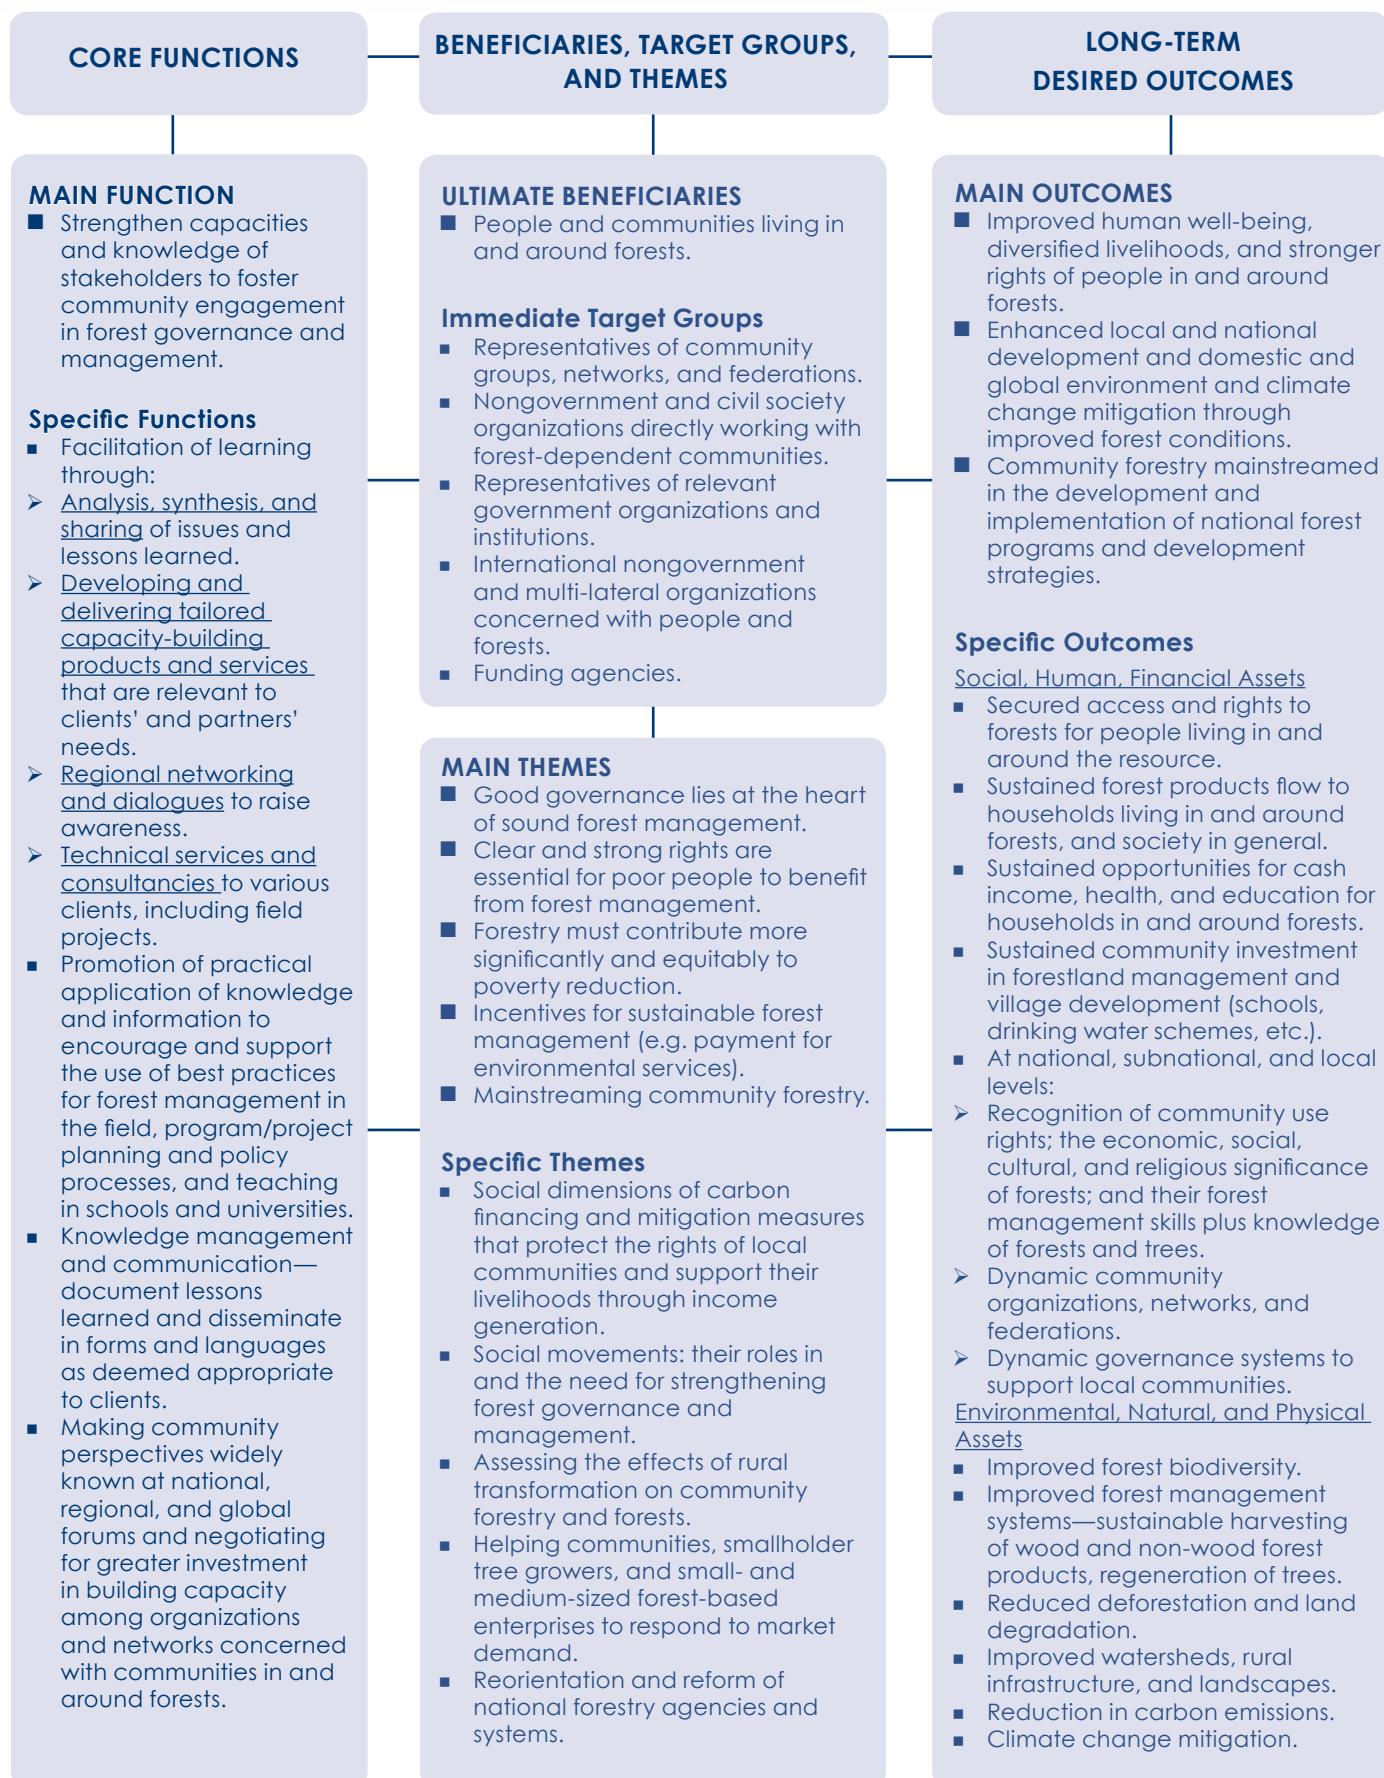 CORE FUNCTIONS
MAIN FUNCTION
■ Strengthen capacities
and knowledge of
stakeholders to foster
community engagement
in forest governance and
management.
Specific Functions
■ Facilitation of learning
through:
➢ Analysis, synthesis, and
sharing of issues and
lessons learned.
➢ Developing and
delivering tailored
capacity-building
products and services
that are relevant to
clients’ and partners’
needs.
➢ Regional networking
and dialogues to raise
awareness.
➢ Technical services and
consultancies to various
clients, including field
projects.
■ Promotion of practical
application of knowledge
and information to
encourage and support
the use of best practices
for forest management in
the field, program/project
planning and policy
processes, and teaching
in schools and universities.
■ Knowledge management
and communication—
document lessons
learned and disseminate
in forms and languages
as deemed appropriate
to clients.
■ Making community
perspectives widely
known at national,
regional, and global
forums and negotiating
for greater investment
in building capacity
among organizations
and networks concerned
with communities in and
around forests.
BENEFICIARIES, TARGET GROUPS,
AND THEMES
ULTIMATE BENEFICIARIES
■ People and communities living in
and around forests.
Immediate Target Groups
■ Representatives of community
groups, networks, and federations.
■ Nongovernment and civil society
organizations directly working with
forest-dependent communities.
■ Representatives of relevant
government organizations and
institutions.
■ International nongovernment
and multi-lateral organizations
concerned with people and
forests.
■ Funding agencies.
MAIN THEMES
■ Good governance lies at the heart
of sound forest management.
■ Clear and strong rights are
essential for poor people to benefit
from forest management.
■ Forestry must contribute more
significantly and equitably to
poverty reduction.
■ Incentives for sustainable forest
management (e.g. payment for
environmental services).
■ Mainstreaming community forestry.
Specific Themes
■ Social dimensions of carbon
financing and mitigation measures
that protect the rights of local
communities and support their
livelihoods through income
generation.
■ Social movements: their roles in
and the need for strengthening
forest governance and
management.
■ Assessing the effects of rural
transformation on community
forestry and forests.
■ Helping communities, smallholder
tree growers, and small- and
medium-sized forest-based
enterprises to respond to market
demand.
■ Reorientation and reform of
national forestry agencies and
systems.
LONG-TERM
DESIRED OUTCOMES
MAIN OUTCOMES
■ Improved human well-being,
diversified livelihoods, and stronger
rights of people in and around
forests.
■ Enhanced local and national
development and domestic and
global environment and climate
change mitigation through
improved forest conditions.
■ Community forestry mainstreamed
in the development and
implementation of national forest
programs and development
strategies.
Specific Outcomes
Social, Human, Financial Assets
■ Secured access and rights to
forests for people living in and
around the resource.
■ Sustained forest products flow to
households living in and around
forests, and society in general.
■ Sustained opportunities for cash
income, health, and education for
households in and around forests.
■ Sustained community investment
in forestland management and
village development (schools,
drinking water schemes, etc.).
■ At national, subnational, and local
levels:
➢ Recognition of community use
rights; the economic, social,
cultural, and religious significance
of forests; and their forest
management skills plus knowledge
of forests and trees.
➢ Dynamic community
organizations, networks, and
federations.
➢ Dynamic governance systems to
support local communities.
Environmental, Natural, and Physical
Assets
■ Improved forest biodiversity.
■ Improved forest management
systems—sustainable harvesting
of wood and non-wood forest
products, regeneration of trees.
■ Reduced deforestation and land
degradation.
■ Improved watersheds, rural
infrastructure, and landscapes.
■ Reduction in carbon emissions.
■ Climate change mitigation.